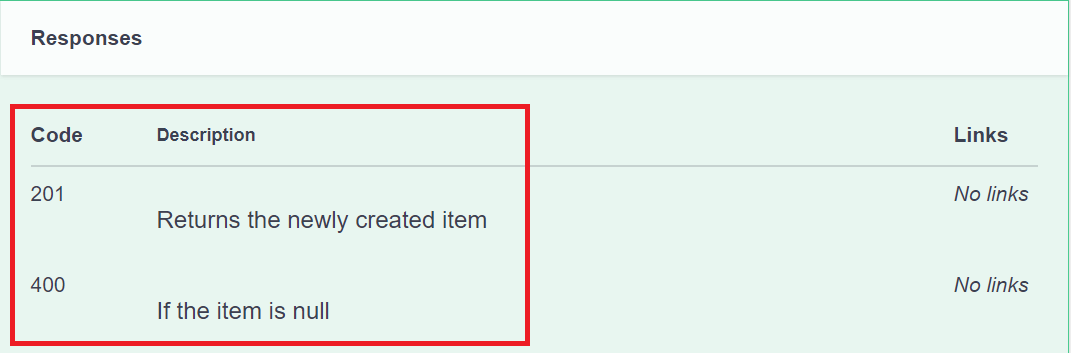 Responses
Code Description Links
201 No links
Returns the newly created item
400 No links
If the item is null